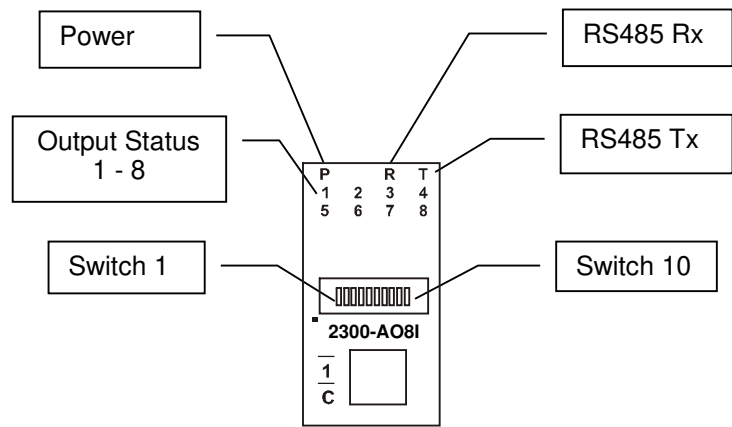 Power
RS485 Rx
Output Status
1 - 8
RS485 Tx
P R T
1 2 3 4
5 6 7 8
Switch 1
Switch 10
2300-AO8I
1
C